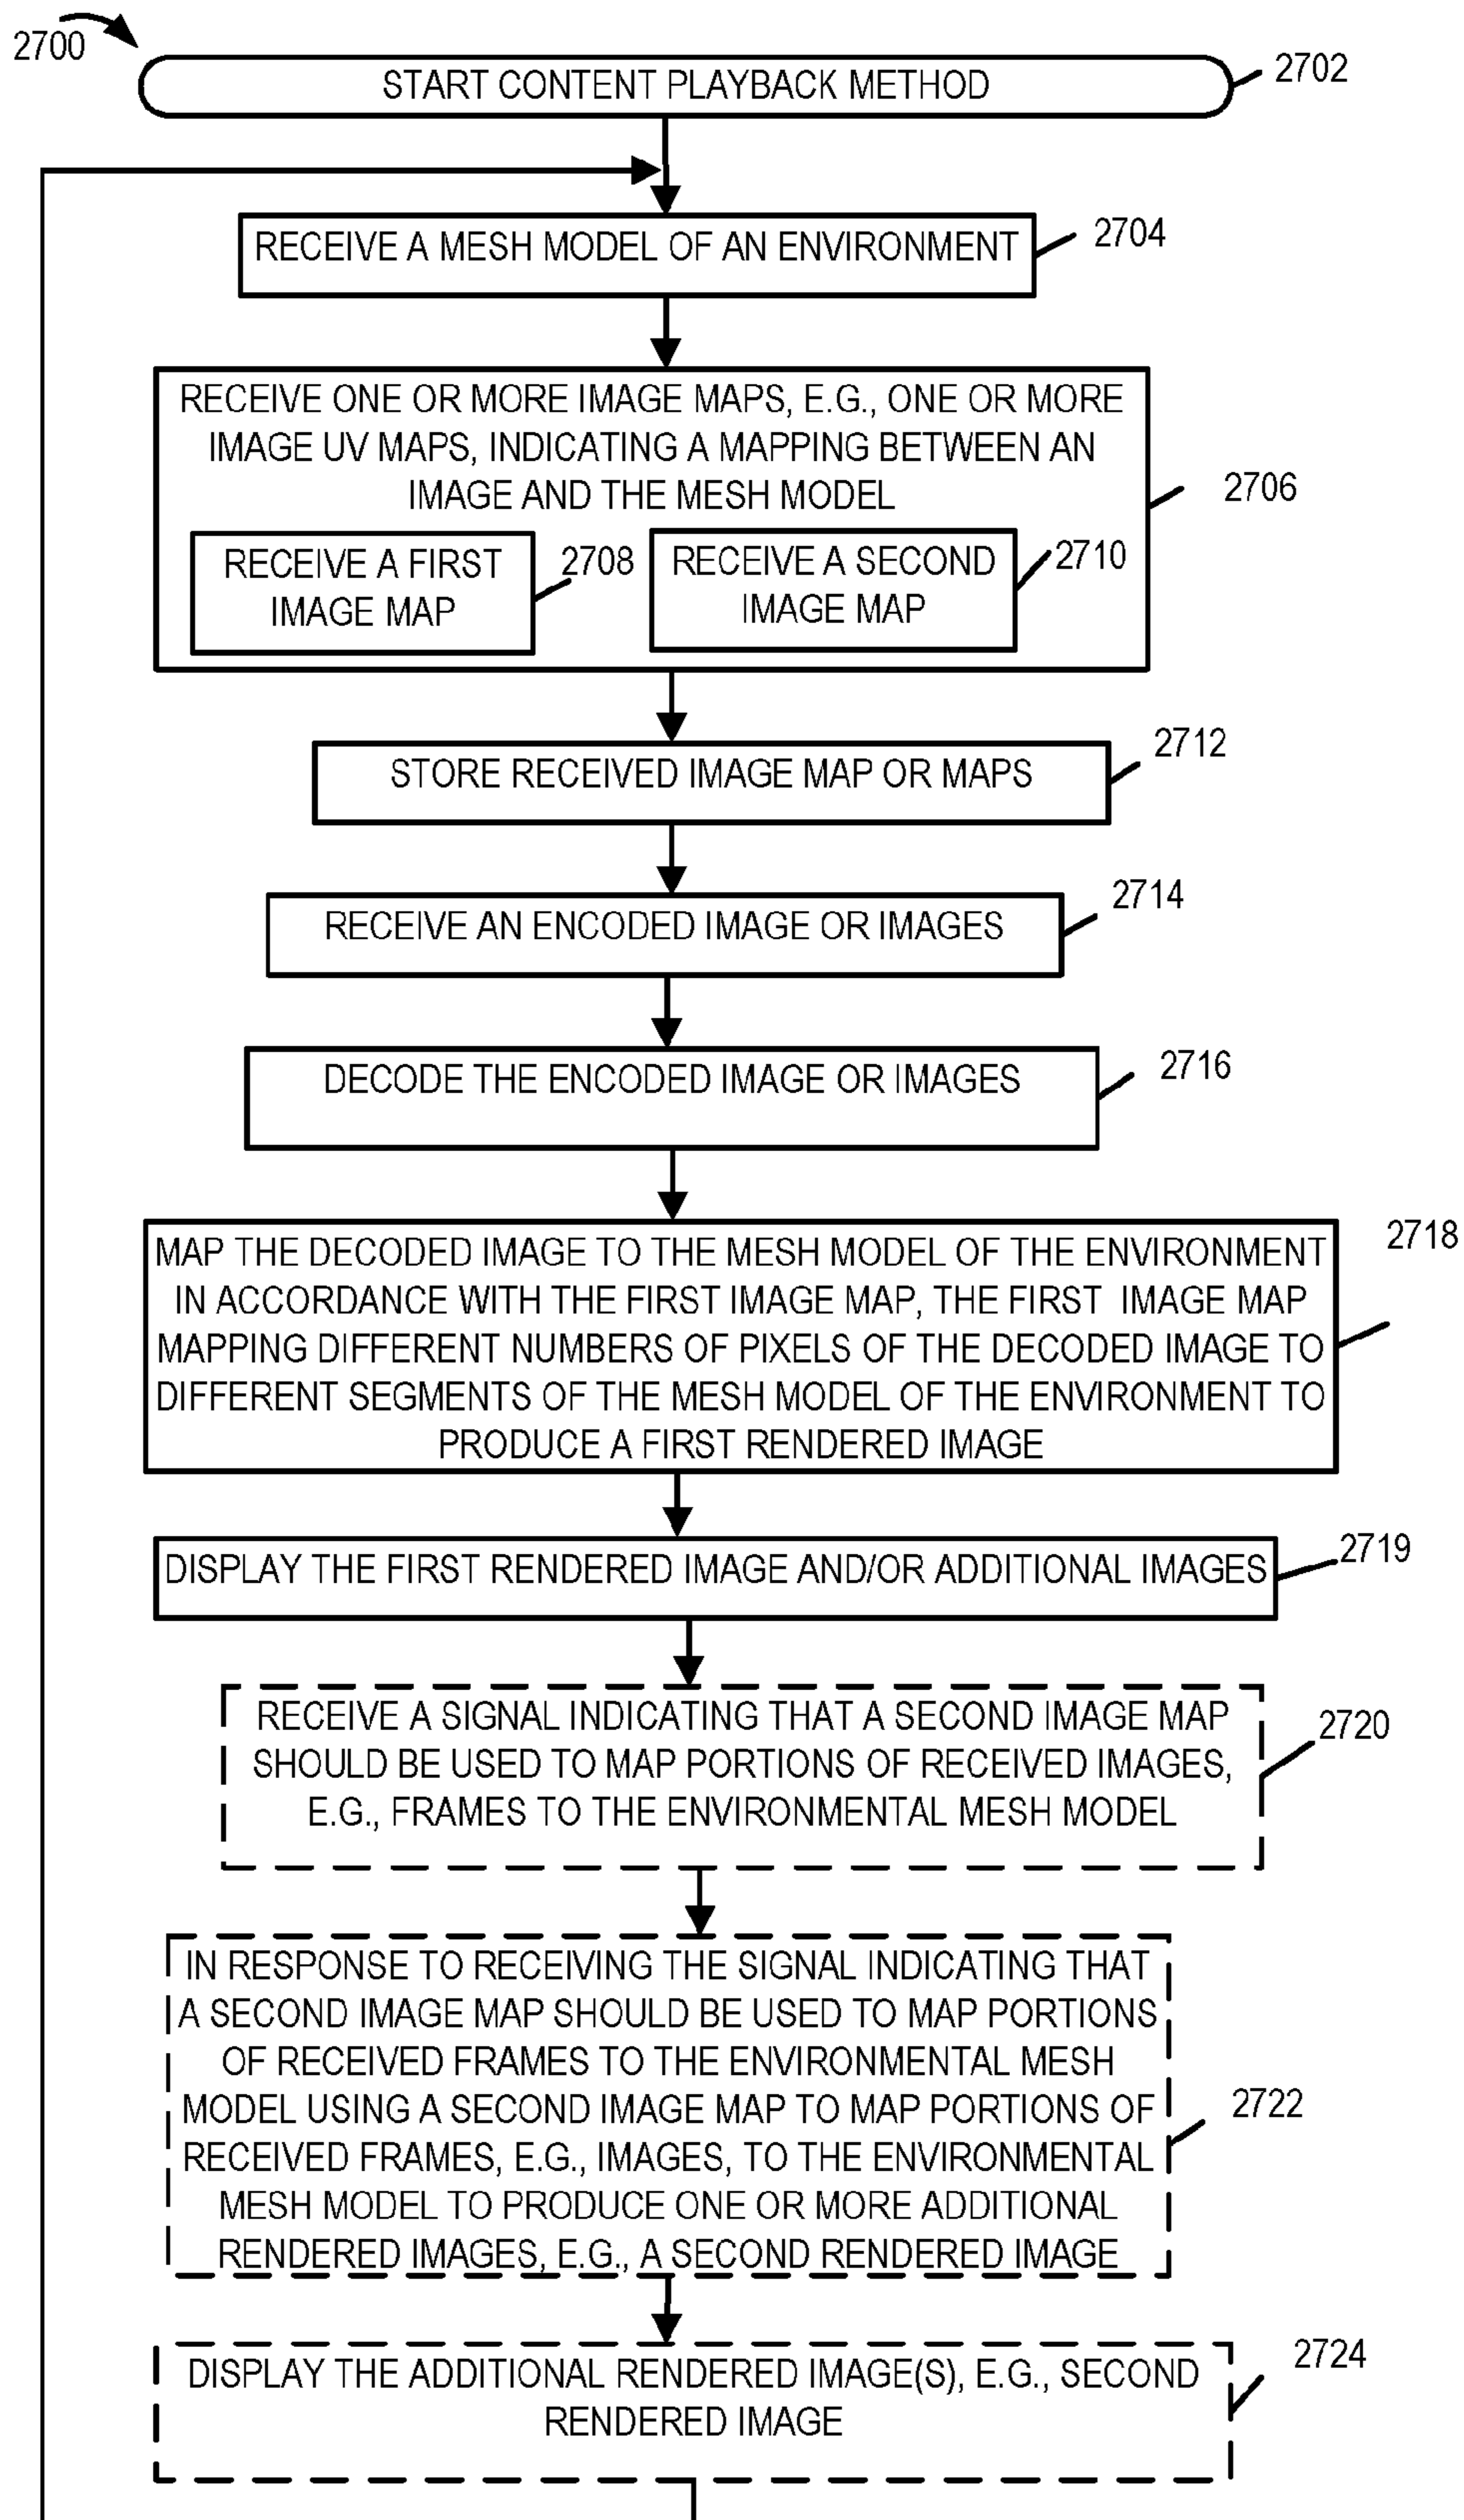 2700
START CONTENT PLAYBACK METHOD
2702
RECEIVE A MESH MODEL OF AN ENVIRONMENT
2704
RECEIVE ONE OR MORE IMAGE MAPS, E.G., ONE OR MORE
IMAGE UV MAPS, INDICATING A MAPPING BETWEEN AN
IMAGE AND THE MESH MODEL
2706
RECEIVE A FIRST
IMAGE MAP
2708
RECEIVE A SECOND
IMAGE MAP
2710
STORE RECEIVED IMAGE MAP OR MAPS
2712
RECEIVE AN ENCODED IMAGE OR IMAGES
2714
DECODE THE ENCODED IMAGE OR IMAGES
2716
MAP THE DECODED IMAGE TO THE MESH MODEL OF THE ENVIRONMENT
IN ACCORDANCE WITH THE FIRST IMAGE MAP, THE FIRST IMAGE MAP
MAPPING DIFFERENT NUMBERS OF PIXELS OF THE DECODED IMAGE TO
DIFFERENT SEGMENTS OF THE MESH MODEL OF THE ENVIRONMENT TO
PRODUCE A FIRST RENDERED IMAGE
2718
DISPLAY THE FIRST RENDERED IMAGE AND/OR ADDITIONAL IMAGES
2719
RECEIVE A SIGNAL INDICATING THAT A SECOND IMAGE MAP
SHOULD BE USED TO MAP PORTIONS OF RECEIVED IMAGES,
E.G., FRAMES TO THE ENVIRONMENTAL MESH MODEL
2720
IN RESPONSE TO RECEIVING THE SIGNAL INDICATING THAT
A SECOND IMAGE MAP SHOULD BE USED TO MAP PORTIONS
OF RECEIVED FRAMES TO THE ENVIRONMENTAL MESH
MODEL USING A SECOND IMAGE MAP TO MAP PORTIONS OF
RECEIVED FRAMES, E.G., IMAGES, TO THE ENVIRONMENTAL
MESH MODEL TO PRODUCE ONE OR MORE ADDITIONAL
RENDERED IMAGES, E.G., A SECOND RENDERED IMAGE
2722
DISPLAY THE ADDITIONAL RENDERED IMAGE(S), E.G., SECOND
RENDERED IMAGE
2724